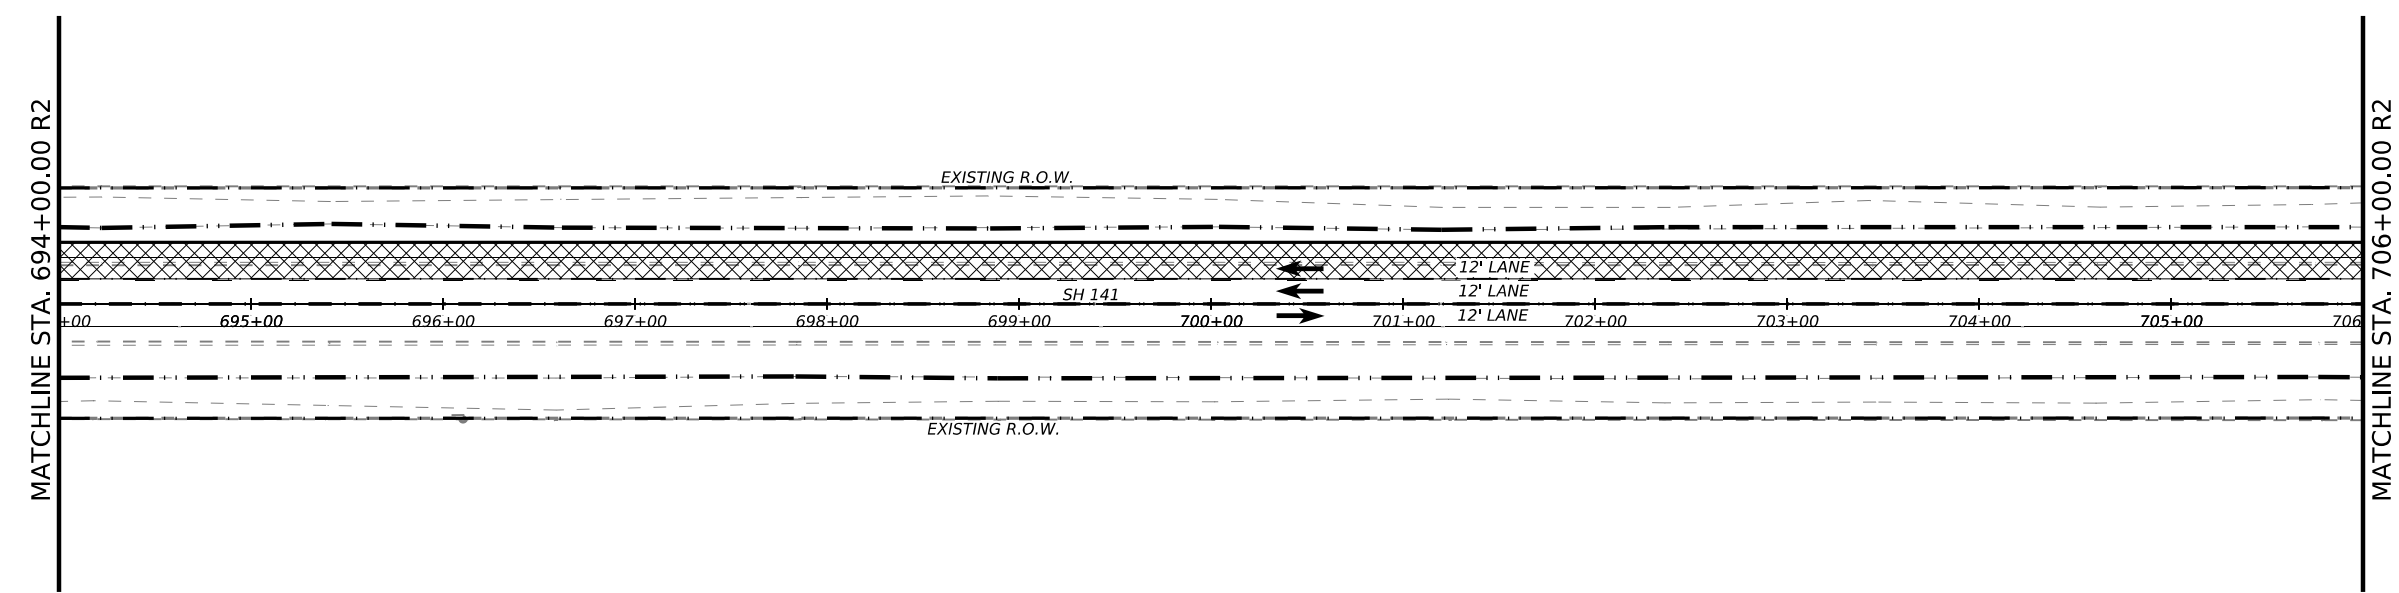 MATCHLINE STA. 694+00.00 R2
EXISTING R.O.W.
12' LANE
SH 141
12' LANE
12' LANE
+00 695+00 696+00 697+00 698+00 699+00 700+00 701+00 702+00 703+00 704+00 705+00 706
EXISTING R.O.W.
MATCHLINE STA. 706+00.00 R2